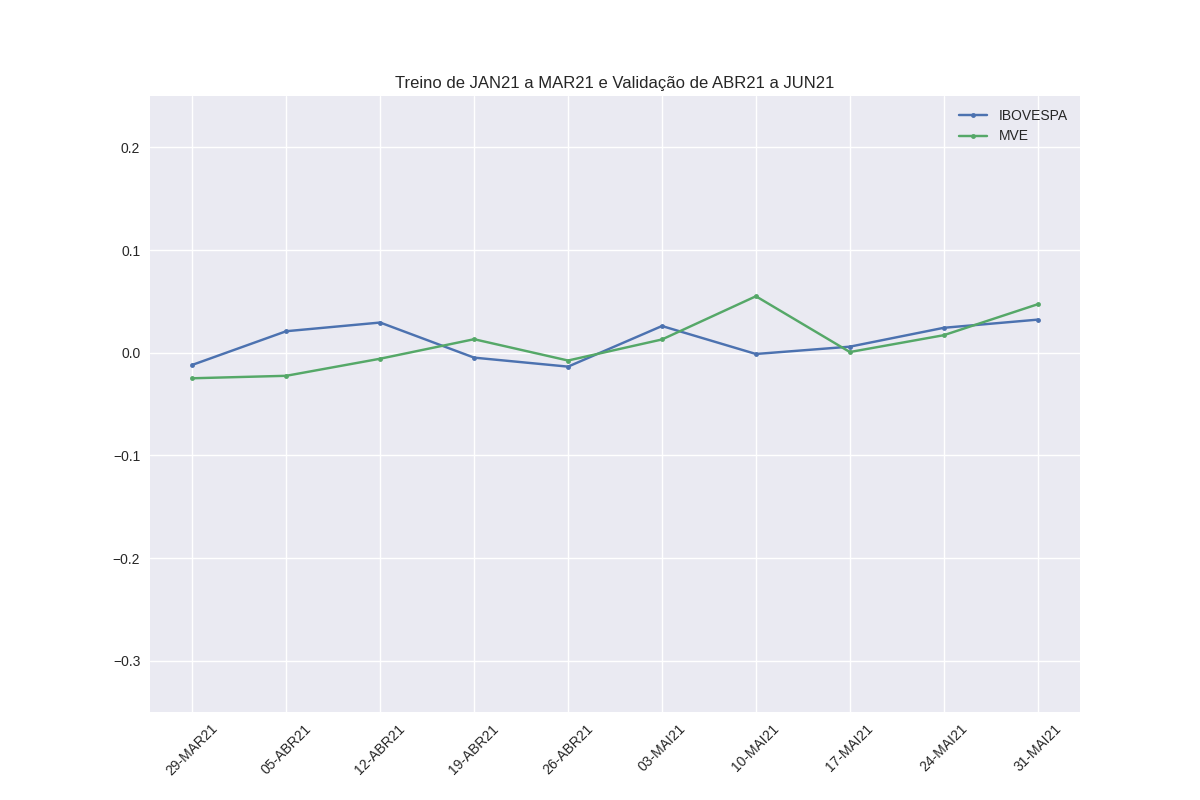 Treino de JAN21 a MAR21 e Validação de ABR21 a JUN21
IBOVESPA
MVE
0.2
0.1
0.0
−0.1
−0.2
−0.3
29-MAR21
05-ABR21
12-ABR21
19-ABR21
26-ABR21
03-MAI21
10-MAI21
17-MAI21
24-MAI21
31-MAI21